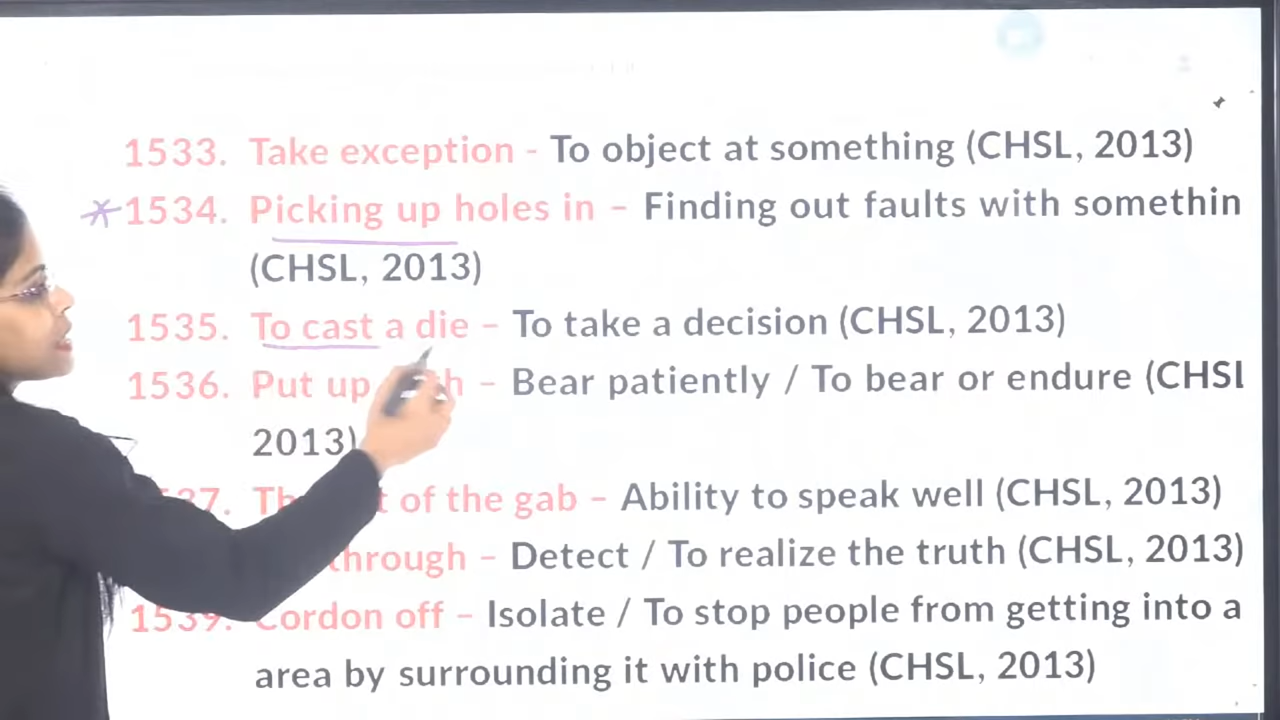 1533. Take exception - To object at something (CHSL, 2013)
1534. Picking up holes in – Finding out faults with somethin
(CHSL, 2013)
1535. To cast a die – To take a decision (CHSL, 2013)
1536. Put up – Bear patiently / To bear or endure (CHSL
2013)
of the gab – Ability to speak well (CHSL, 2013)
through – Detect / To realize the truth (CHSL, 2013)
1539. Cordon off – Isolate / To stop people from getting into a
area by surrounding it with police (CHSL, 2013)